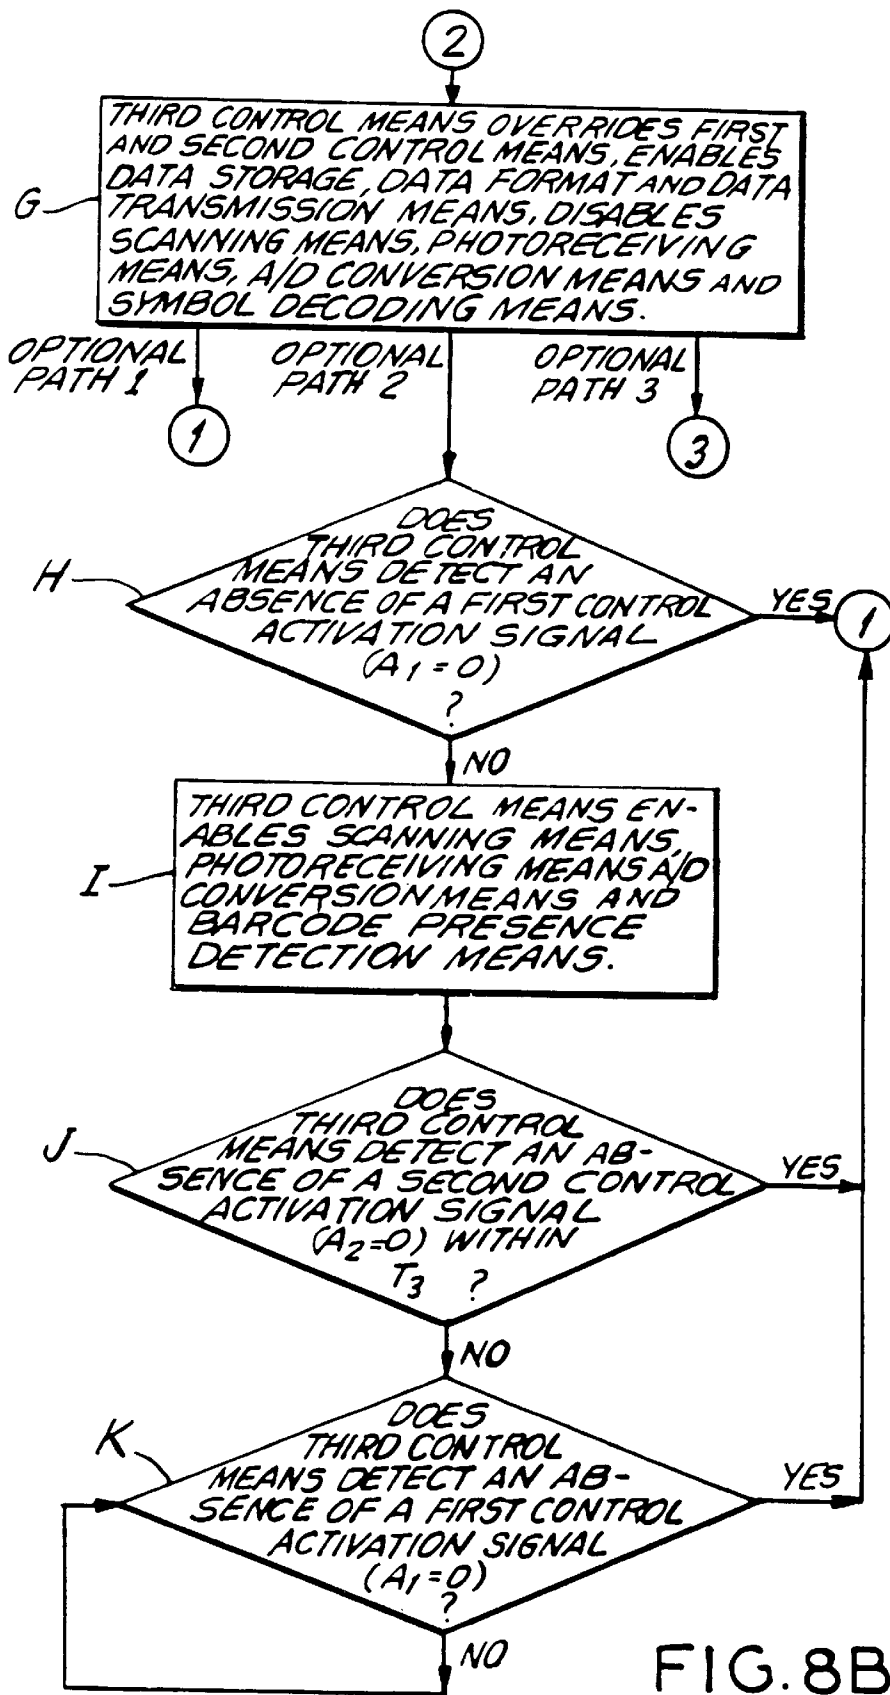 2
THIRD CONTROL MEANS OVERRIDES FIRST
AND SECOND CONTROL MEANS, ENABLES
DATA STORAGE, DATA FORMAT AND DATA
TRANSMISSION MEANS, DISABLES
SCANNING MEANS, PHOTORECEIVING
MEANS, A/D CONVERSION MEANS AND
SYMBOL DECODING MEANS.
G
OPTIONAL
PATH 1
OPTIONAL
PATH 2
OPTIONAL
PATH 3
1
3
H
DOES
THIRD CONTROL
MEANS DETECT AN
ABSENCE OF A FIRST CONTROL
ACTIVATION SIGNAL
(A1=0)
?
YES
1
NO
I
THIRD CONTROL MEANS EN-
ABLES SCANNING MEANS,
PHOTORECEIVING MEANS A/D
CONVERSION MEANS AND
BARCODE PRESENCE
DETECTION MEANS.
J
DOES
THIRD CONTROL
MEANS DETECT AN AB-
SENCE OF A SECOND CONTROL
ACTIVATION SIGNAL
(A2=0) WITHIN
T3 ?
YES
NO
K
DOES
THIRD CONTROL
MEANS DETECT AN AB-
SENCE OF A FIRST CONTROL
ACTIVATION SIGNAL
(A1=0)
?
YES
NO
FIG. 8B